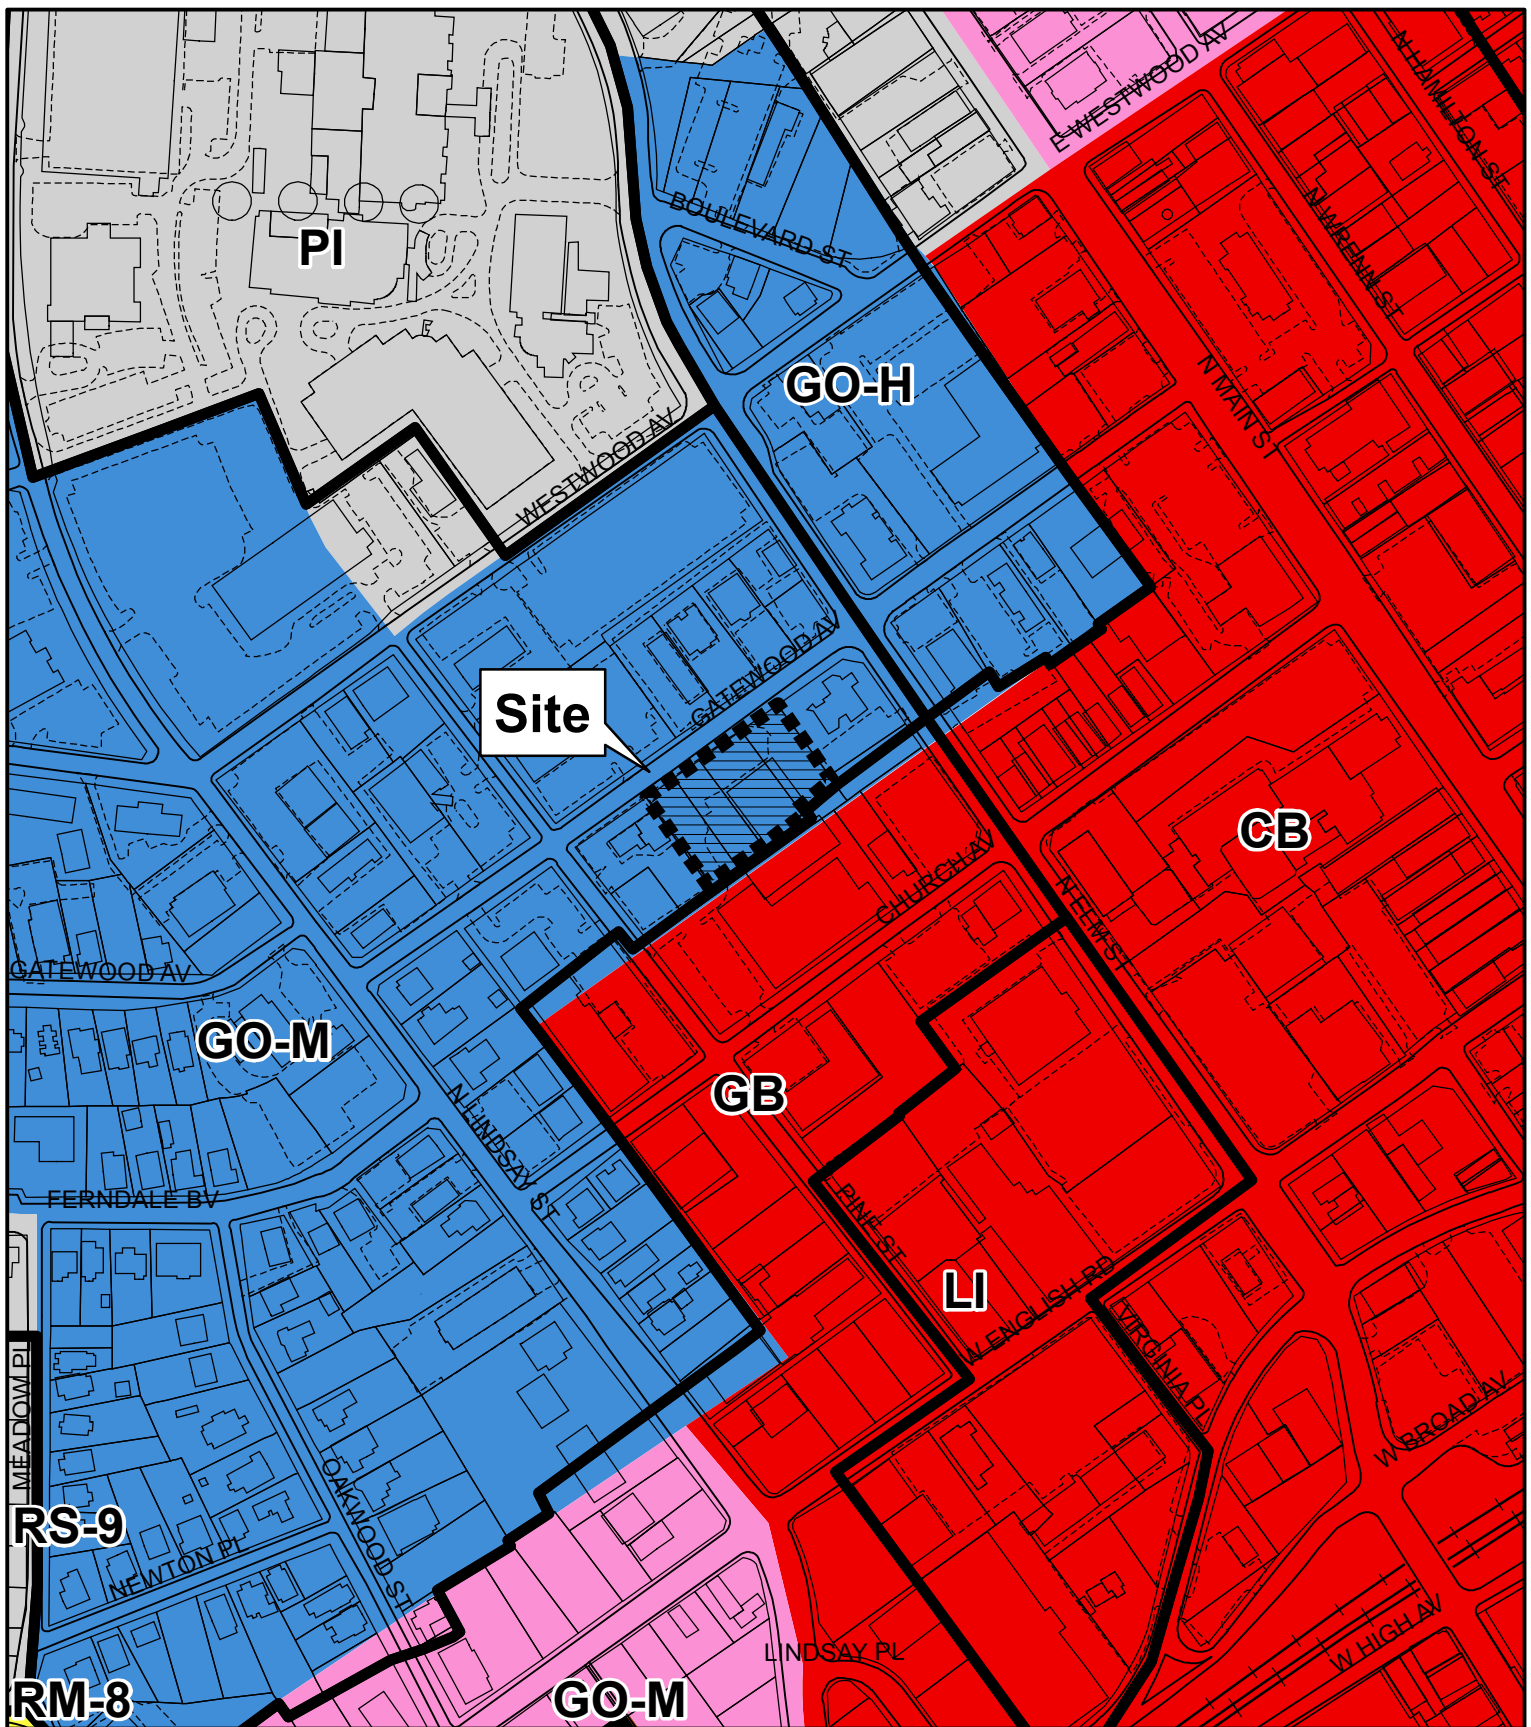 E WESTWOOD AV
N HAMILTON ST
BOULEVARD ST
N WRENN ST
PI
GO-H
N MAIN ST
WESTWOOD AV
Site
GATEWOOD AV
CB
CHURCH AV
N ELM ST
GATEWOOD AV
GO-M
GB
N LINDSAY ST
FERNDALE BV
PINE ST
LI
W ENGLISH RD
VIRGINIA PL
MEADOW PL
W BROAD AV
OAKWOOD ST
RS-9
NEWTON PL
W HIGH AV
LINDSAY PL
RM-8
GO-M